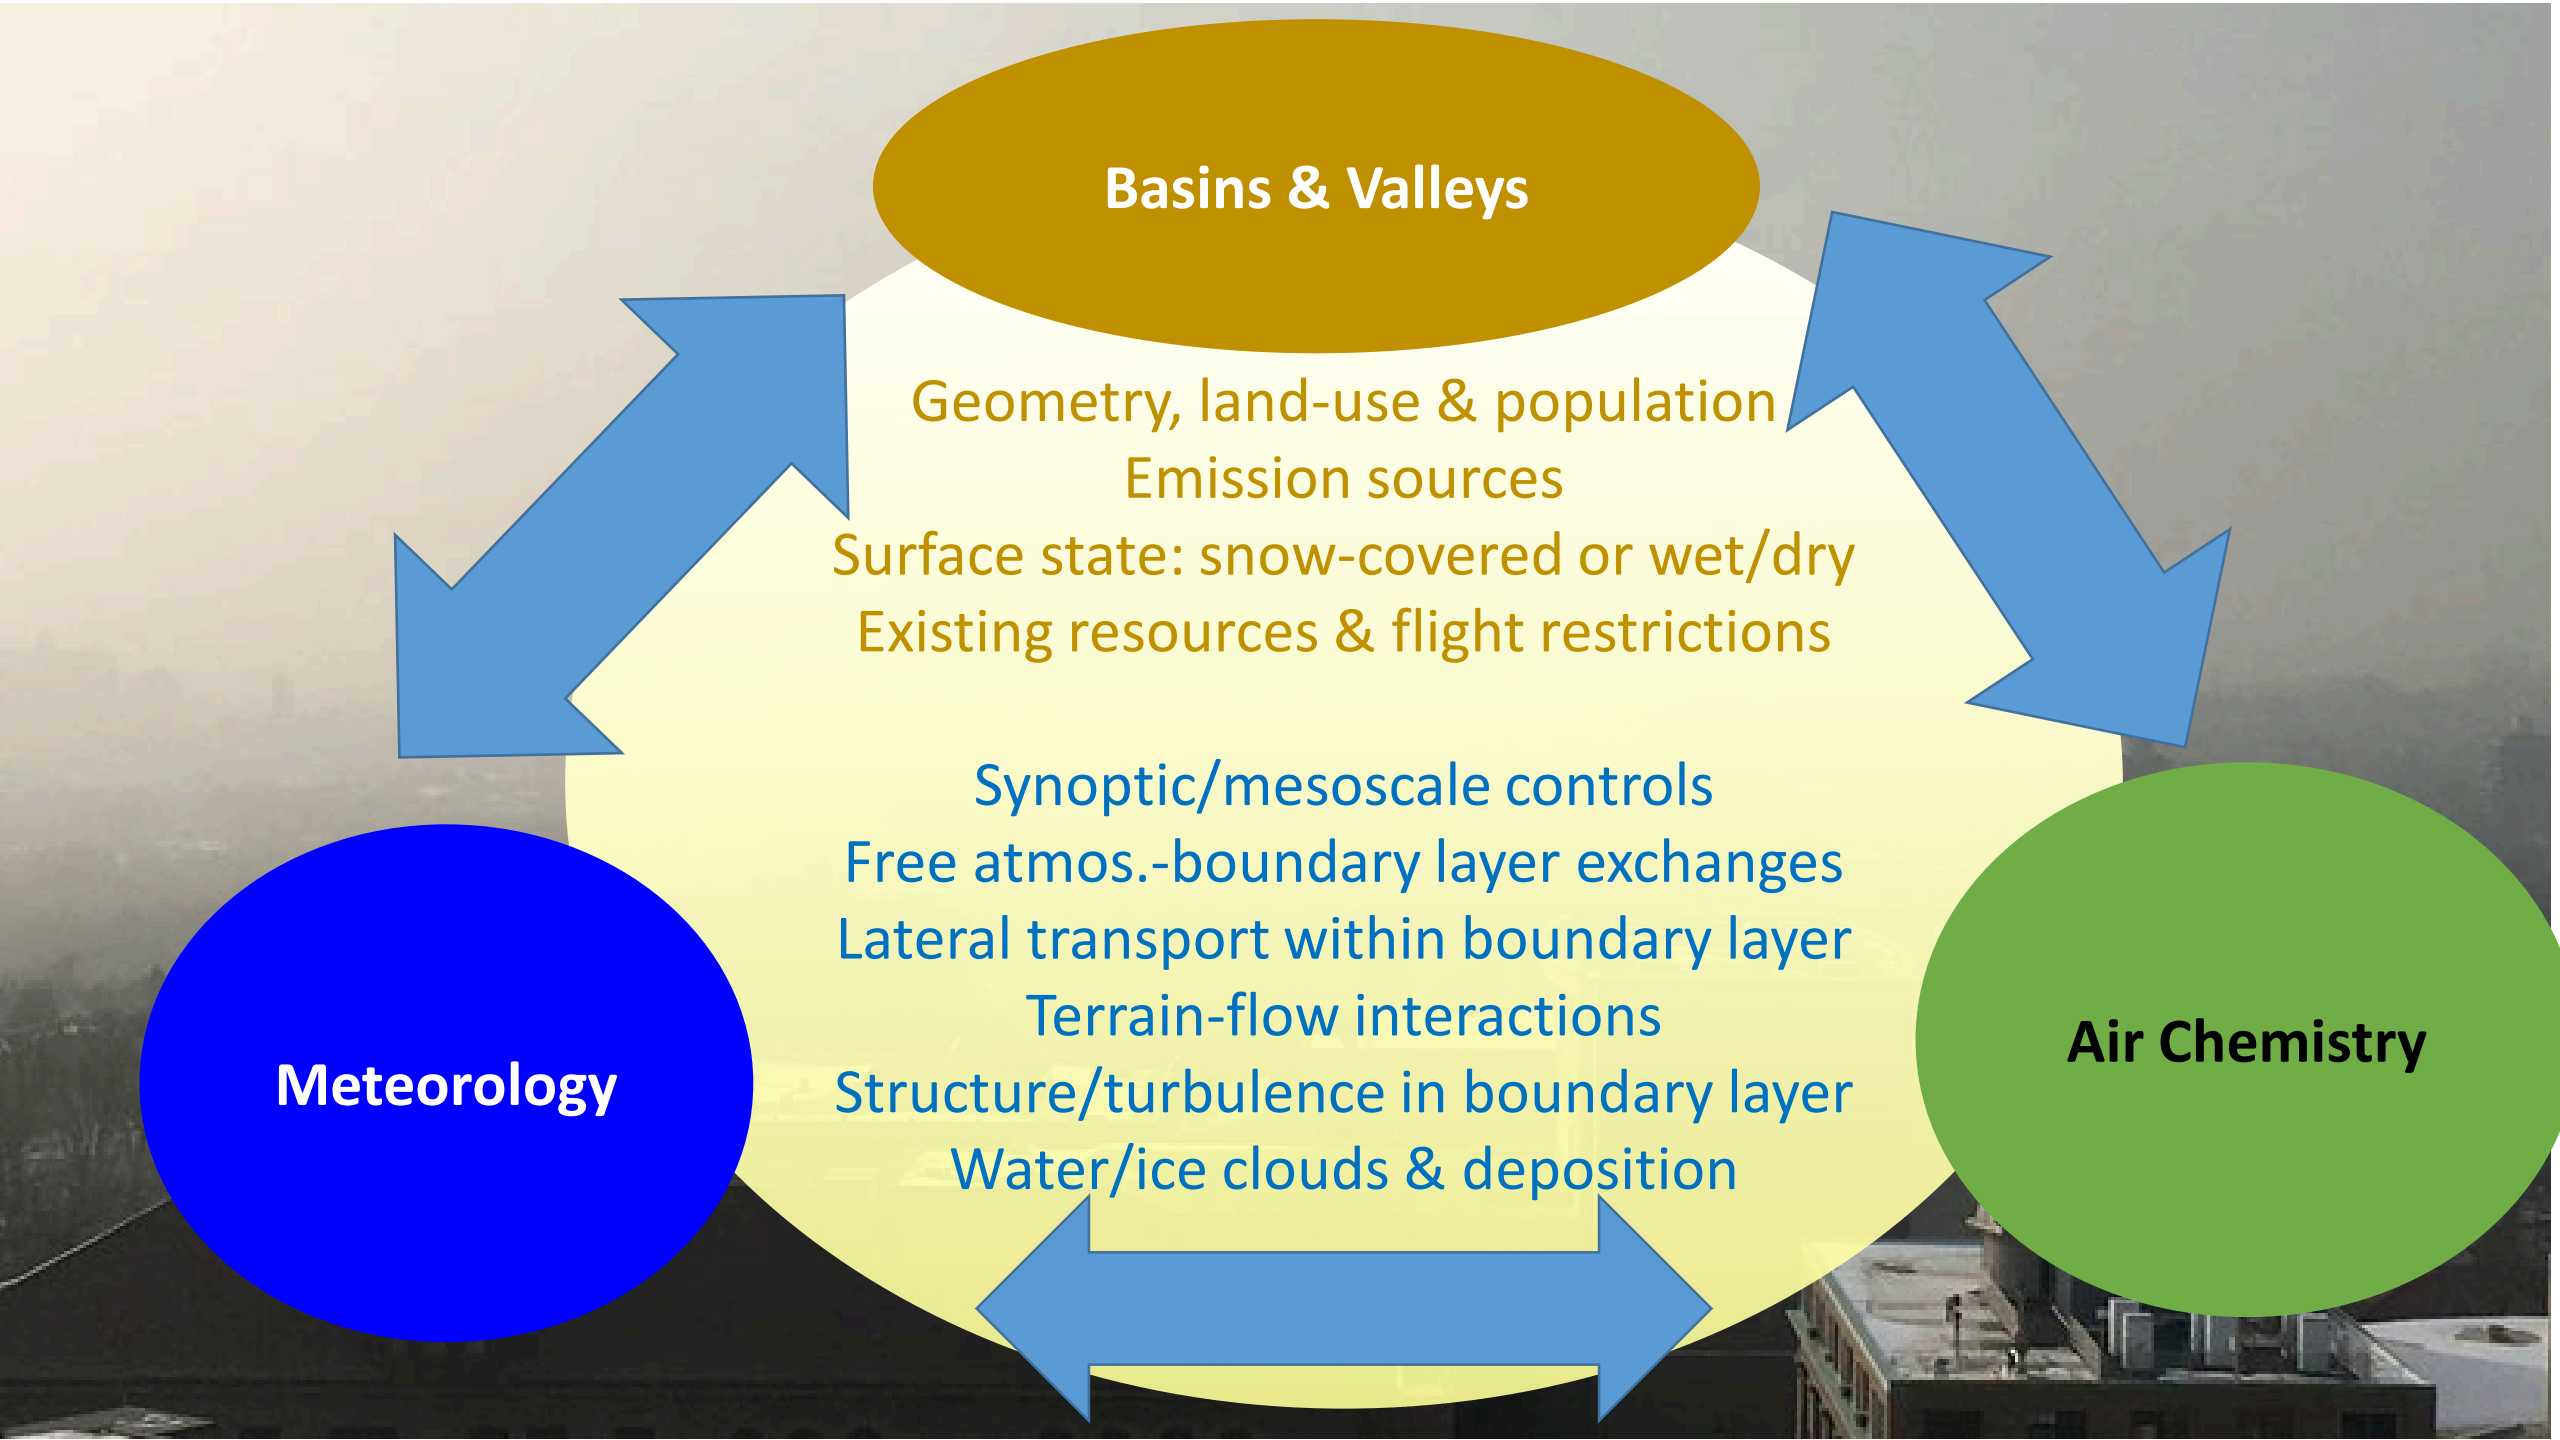 Basins & Valleys
Geometry, land-use & population
Emission sources
Surface state: snow-covered or wet/dry
Existing resources & flight restrictions
Synoptic/mesoscale controls
Free atmos.-boundary layer exchanges
Lateral transport within boundary layer
Terrain-flow interactions
Structure/turbulence in boundary layer
Water/ice clouds & deposition
Meteorology
Air Chemistry